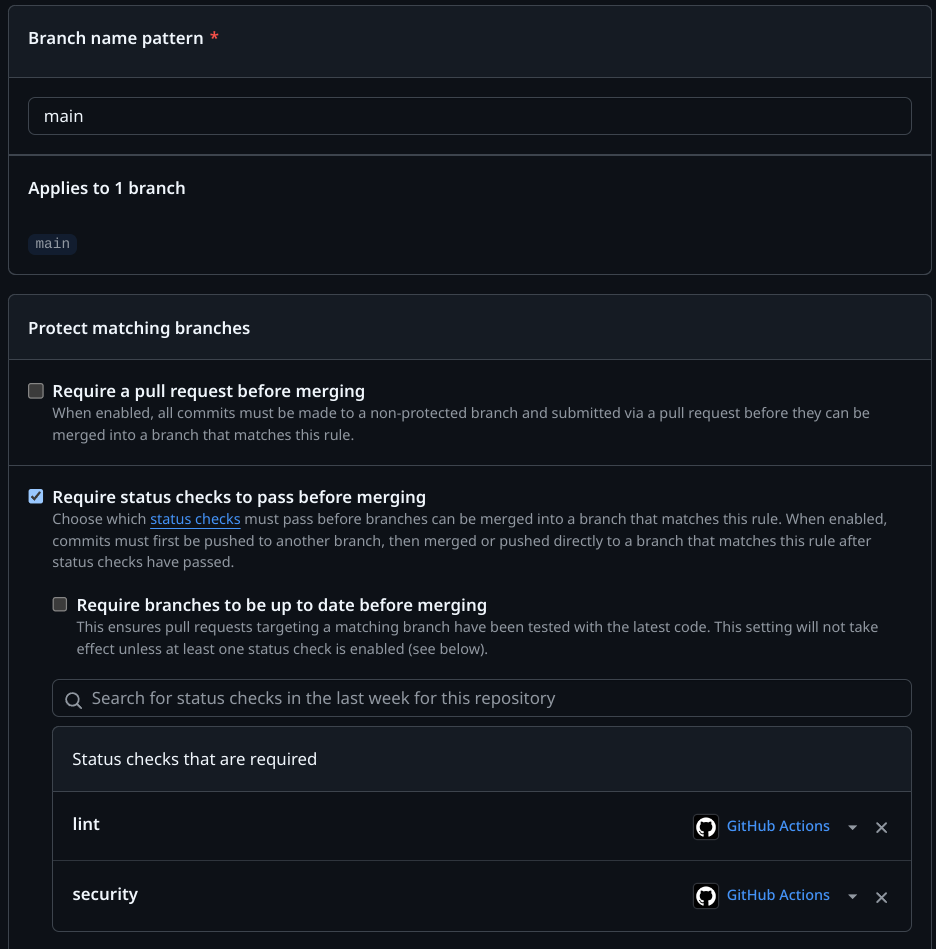 Branch name pattern *
main
Applies to 1 branch
main
Protect matching branches
Require a pull request before merging
When enabled, all commits must be made to a non-protected branch and submitted via a pull request before they can be
merged into a branch that matches this rule.
Require status checks to pass before merging
Choose which status checks must pass before branches can be merged into a branch that matches this rule. When enabled,
commits must first be pushed to another branch, then merged or pushed directly to a branch that matches this rule after
status checks have passed.
Require branches to be up to date before merging
This ensures pull requests targeting a matching branch have been tested with the latest code. This setting will not take
effect unless at least one status check is enabled (see below).
Search for status checks in the last week for this repository
Status checks that are required
lint GitHub Actions
security GitHub Actions